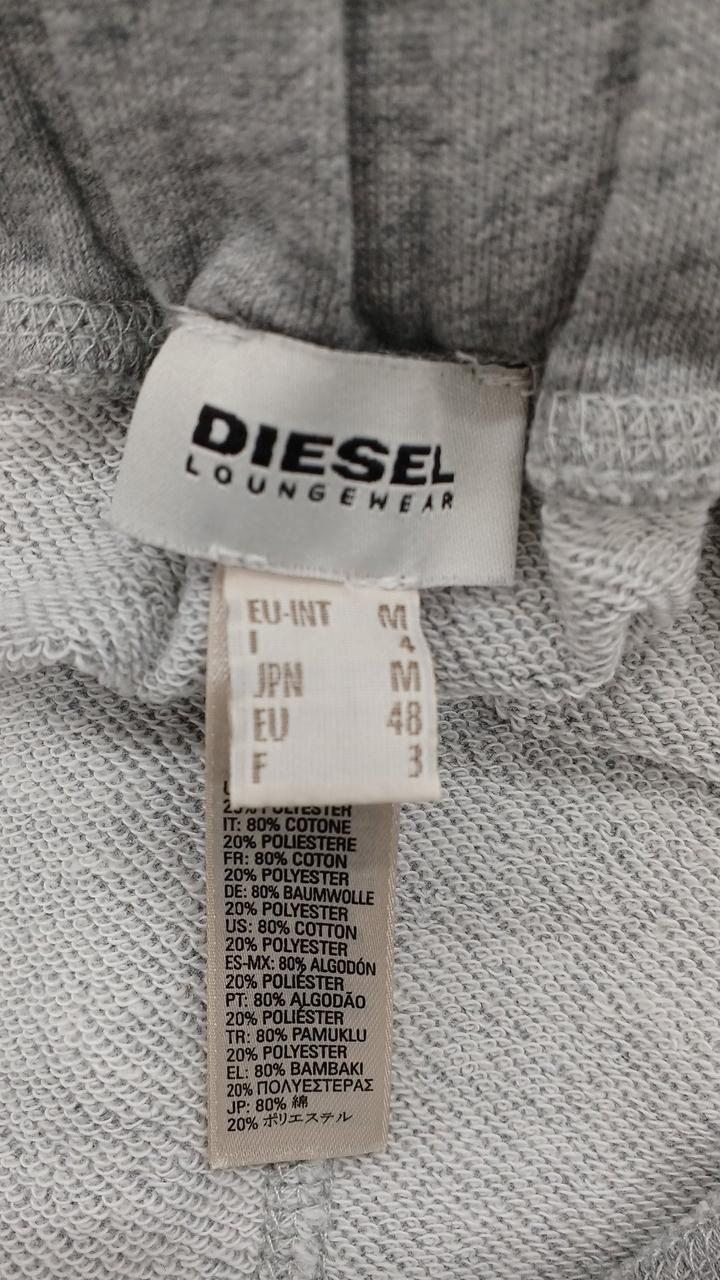 DIESEL
LOUNGEWEAR
EU-INT M
I 4
JPN M
EU 48
F 3
POLYESTER
IT: 80% COTONE
20% POLIESTERE
FR: 80% COTON
20% POLYESTER
DE: 80% BAUMWOLLE
20% POLYESTER
US: 80% COTTON
20% POLYESTER
ES-MX: 80% ALGODÓN
20% POLIÉSTER
PT: 80% ALGODÃO
20% POLIÉSTER
TR: 80% PAMUKLU
20% POLYESTER
EL: 80% ΒΑΜΒΑΚΙ
20% ΠΟΛΥΕΣΤΕΡΑΣ
JP: 80% 綿
20% ポリエステル